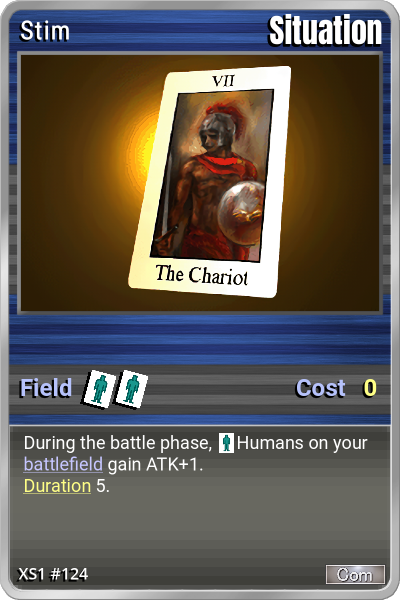 Stim
Situation
VII
The Chariot
Field
Cost 0
During the battle phase, Humans on your
battlefield gain ATK+1.
Duration 5.
XS1 #124
Com